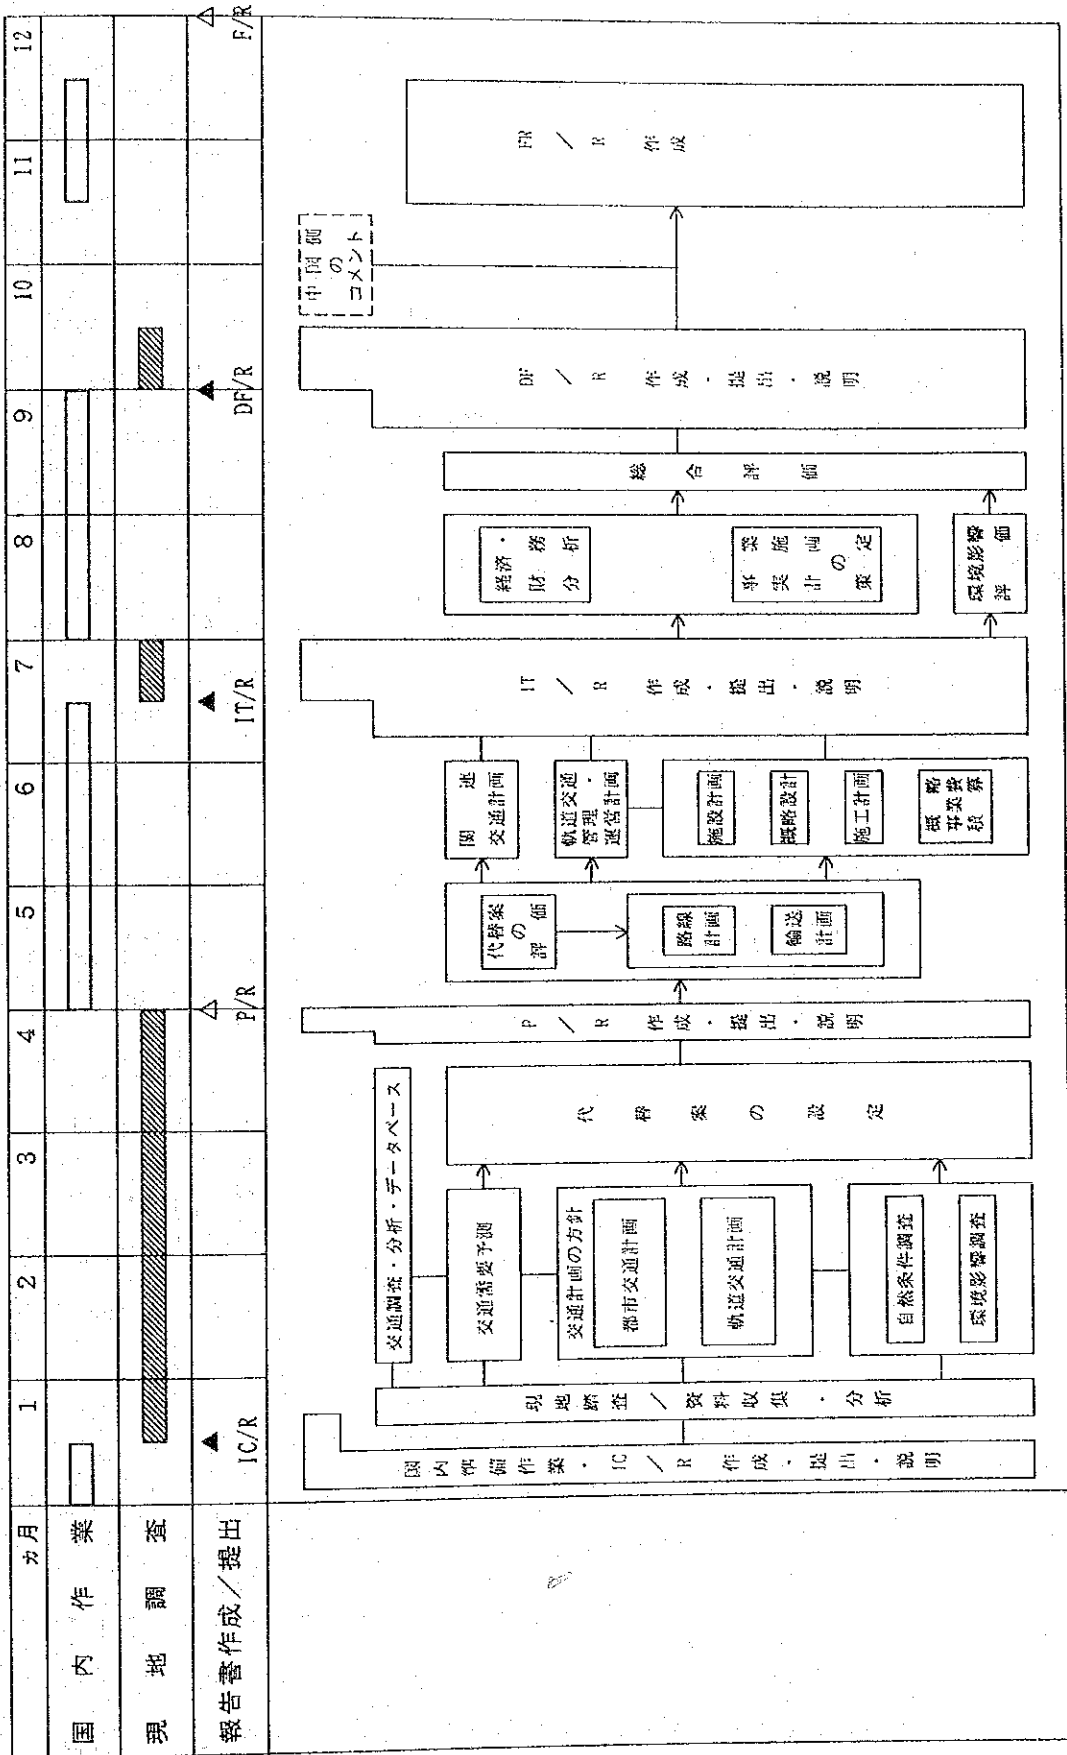 カ月 1 2 3 4 5 6 7 8 9 10 11 12
国内作業
現地調査
報告書作成／提出
IC/R
P/R
IT/R
DF/R
F/R
国内準備作業・IC／R作成・提出・説明
現地踏査／資料収集・分析
交通調査・分析・データベース
交通需要予測
交通計画の方針
都市交通計画
軌道交通計画
自然条件調査
環境影響調査
代替案の設定
P／R作成・提出・説明
代替案
の
評価
路線
計画
輸送
計画
関連
交通計画
軌道交通
管理・
運営計画
施設計画
概略設計
施工計画
概略
事業費
積算
IT／R作成・提出・説明
経済・
財務
分析
事業
実施
計画
の
策定
環境影響
評価
総合評価
DF／R作成・提出・説明
中国側
の
コメント
FR／R作成